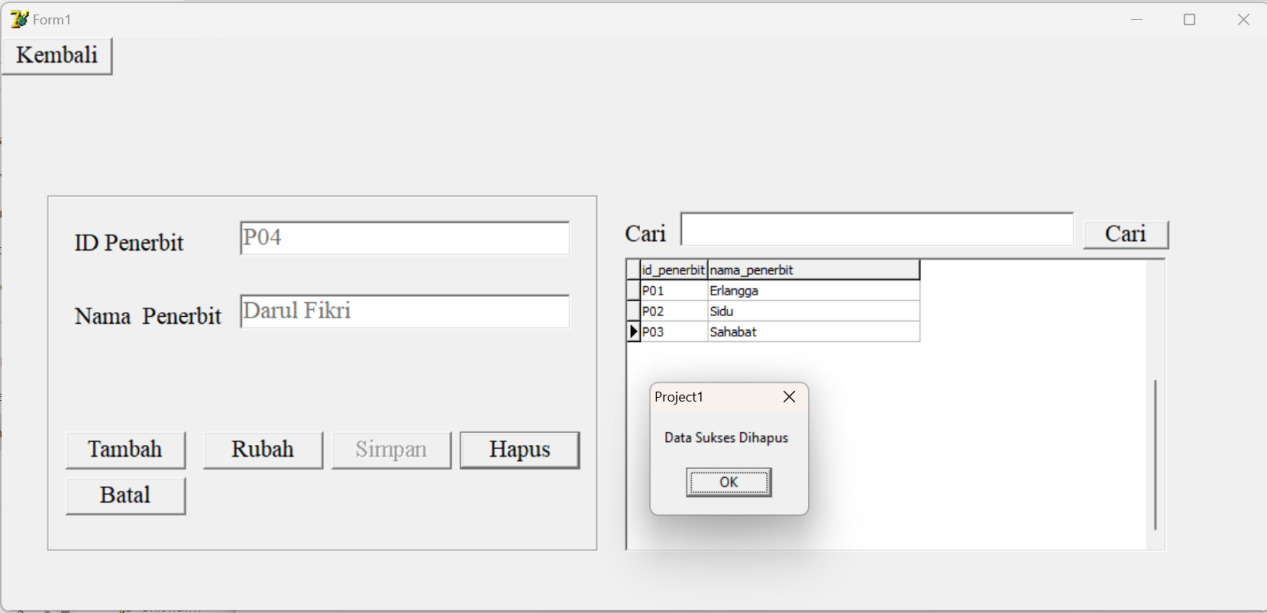 Form1
Kembali
ID Penerbit P04
Nama Penerbit Darul Fikri
Tambah Rubah Simpan Hapus
Batal
Cari Cari
id_penerbit nama_penerbit
P01 Erlangga
P02 Sidu
P03 Sahabat
Project1
Data Sukses Dihapus
OK